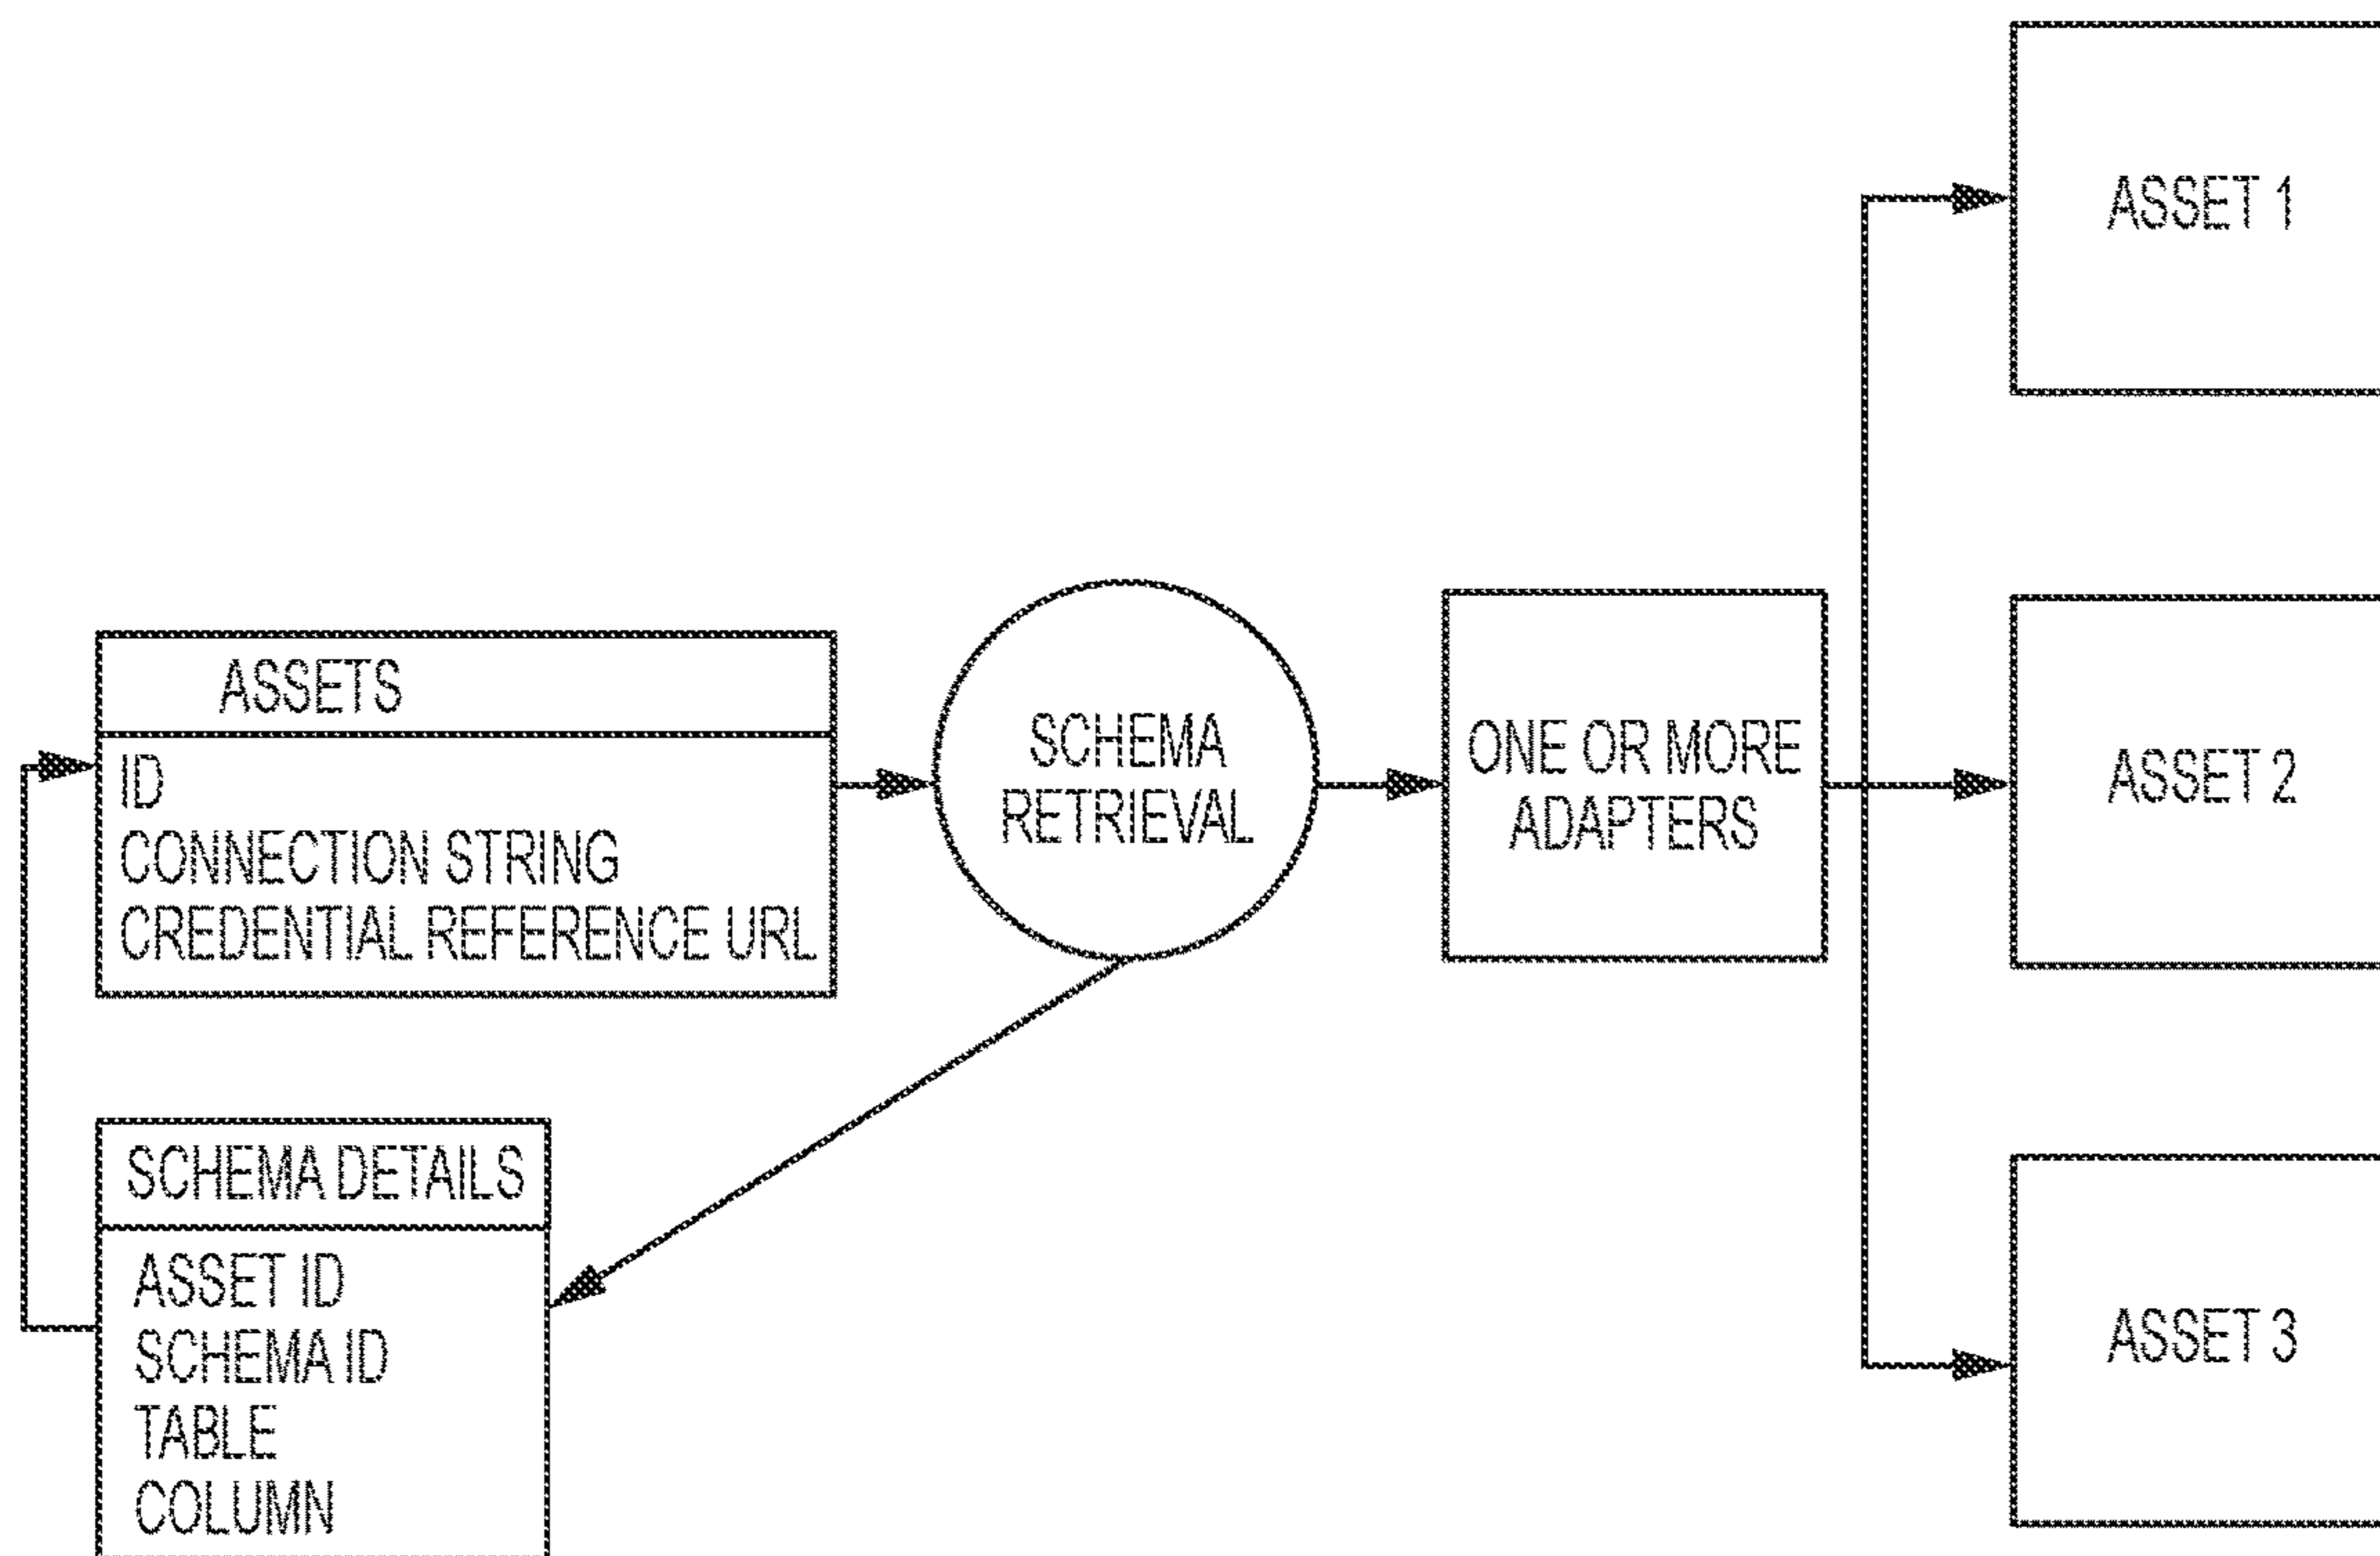 ASSETS
ID
CONNECTION STRING
CREDENTIAL REFERENCE URL
SCHEMA DETAILS
ASSET ID
SCHEMA ID
TABLE
COLUMN
SCHEMA
RETRIEVAL
ONE OR MORE
ADAPTERS
ASSET 1
ASSET 2
ASSET 3